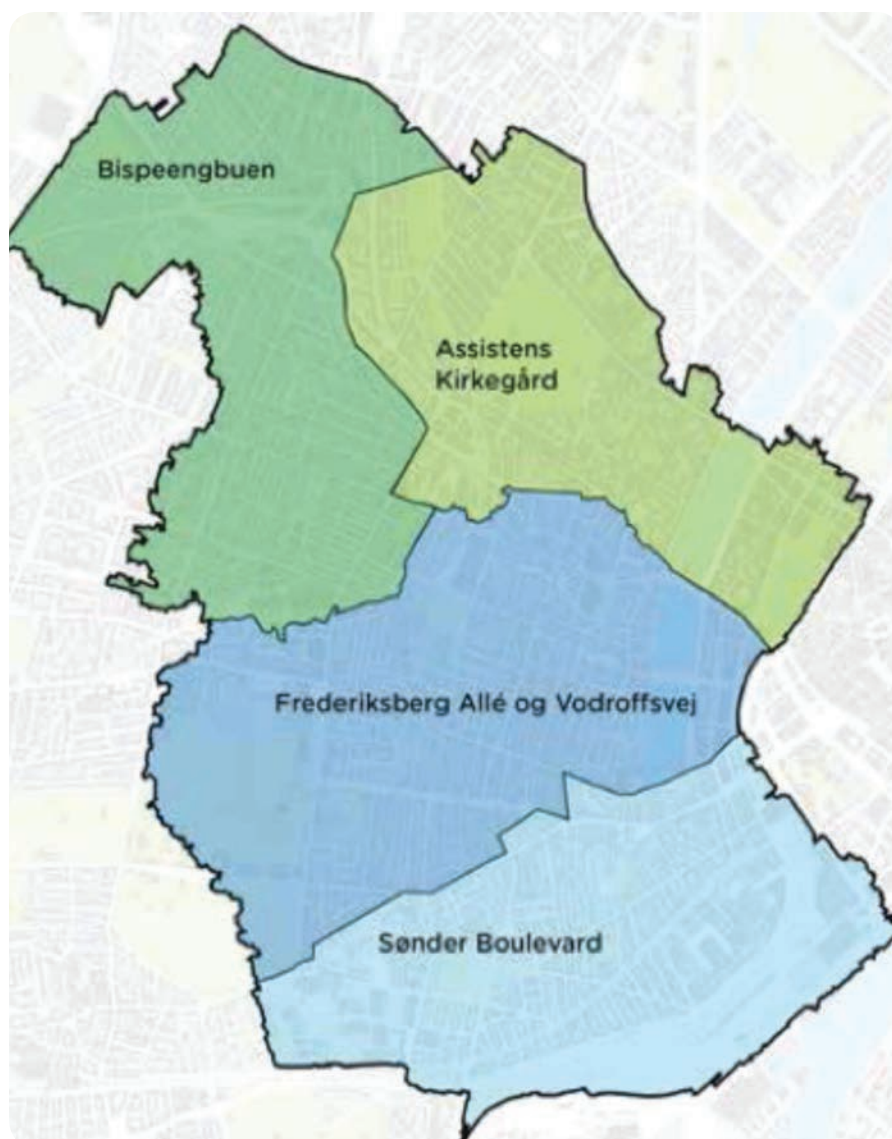 Bispeengbuen
Assistens
Kirkegård
Frederiksberg Allé og Vodroffsvej
Sønder Boulevard